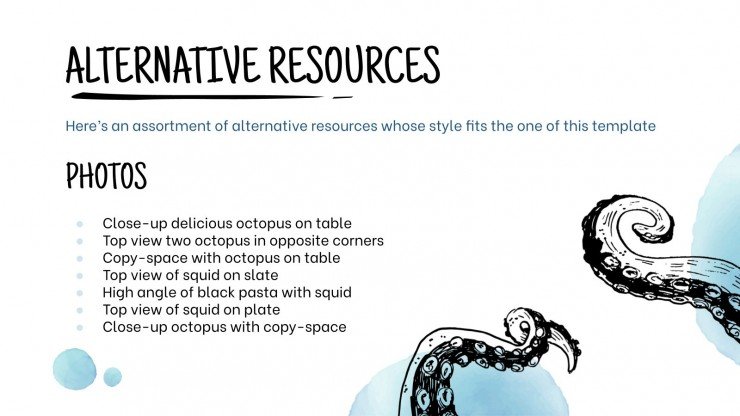 ALTERNATIVE RESOURCES
Here's an assortment of alternative resources whose style fits the one of this template
PHOTOS
Close-up delicious octopus on table
Top view two octopus in opposite corners
Copy-space with octopus on table
Top view of squid on slate
High angle of black pasta with squid
Top view of squid on plate
Close-up octopus with copy-space